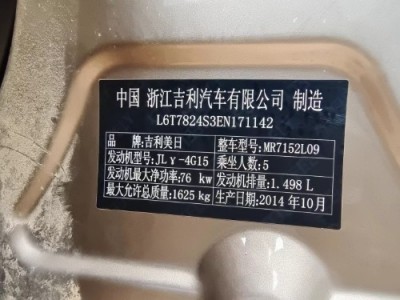 中国 浙江吉利汽车有限公司 制造
L6T7824S3EN171142
品 牌:吉利美日 整车型号:MR7152L09
发动机型号:JLγ-4G15 乘坐人数:5
发动机最大净功率:76 kw 发动机排量:1.498 L
最大允许总质量:1625 kg 生产日期:2014 年10月